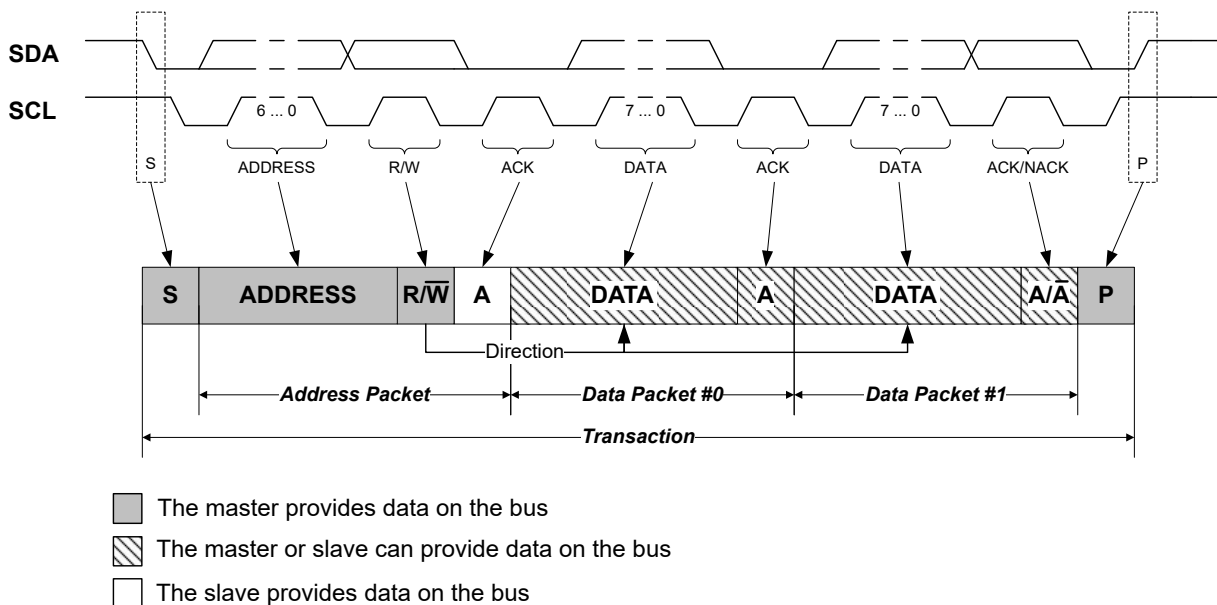 SDA
SCL
6 ... 0
7 ... 0
7 ... 0
S
ADDRESS
R/W
ACK
DATA
ACK
DATA
ACK/NACK
P
S
ADDRESS
R/W̅
A
DATA
A
DATA
A/A̅
P
Direction
Address Packet
Data Packet #0
Data Packet #1
Transaction
The master provides data on the bus
The master or slave can provide data on the bus
The slave provides data on the bus